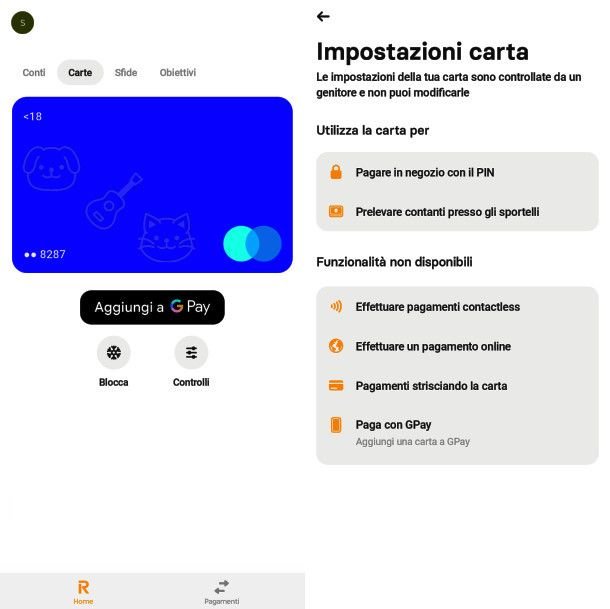 S
Conti
Carte
Sfide
Obiettivi
<18
8287
Aggiungi a G Pay
Blocca
Controlli
Home
Pagamenti
Impostazioni carta
Le impostazioni della tua carta sono controllate da un
genitore e non puoi modificarle
Utilizza la carta per
Pagare in negozio con il PIN
Prelevare contanti presso gli sportelli
Funzionalità non disponibili
Effettuare pagamenti contactless
Effettuare un pagamento online
Pagamenti strisciando la carta
Paga con GPay
Aggiungi una carta a GPay